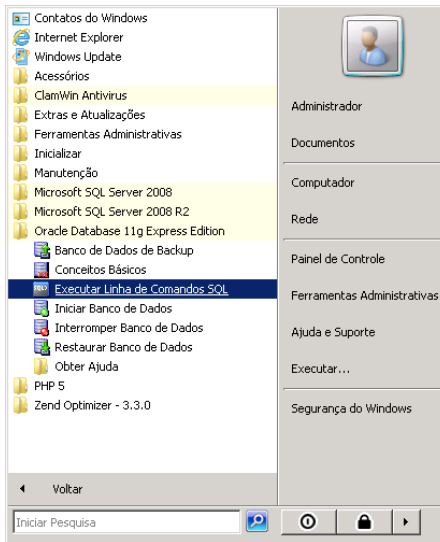 Contatos do Windows
Internet Explorer
Windows Update
Acessórios
ClamWin Antivirus
Extras e Atualizações
Ferramentas Administrativas
Inicializar
Manutenção
Microsoft SQL Server 2008
Microsoft SQL Server 2008 R2
Oracle Database 11g Express Edition
Banco de Dados de Backup
Conceitos Básicos
Executar Linha de Comandos SQL
Iniciar Banco de Dados
Interromper Banco de Dados
Restaurar Banco de Dados
Obter Ajuda
PHP 5
Zend Optimizer - 3.3.0
Voltar
Iniciar Pesquisa
Administrador
Documentos
Computador
Rede
Painel de Controle
Ferramentas Administrativas
Ajuda e Suporte
Executar...
Segurança do Windows